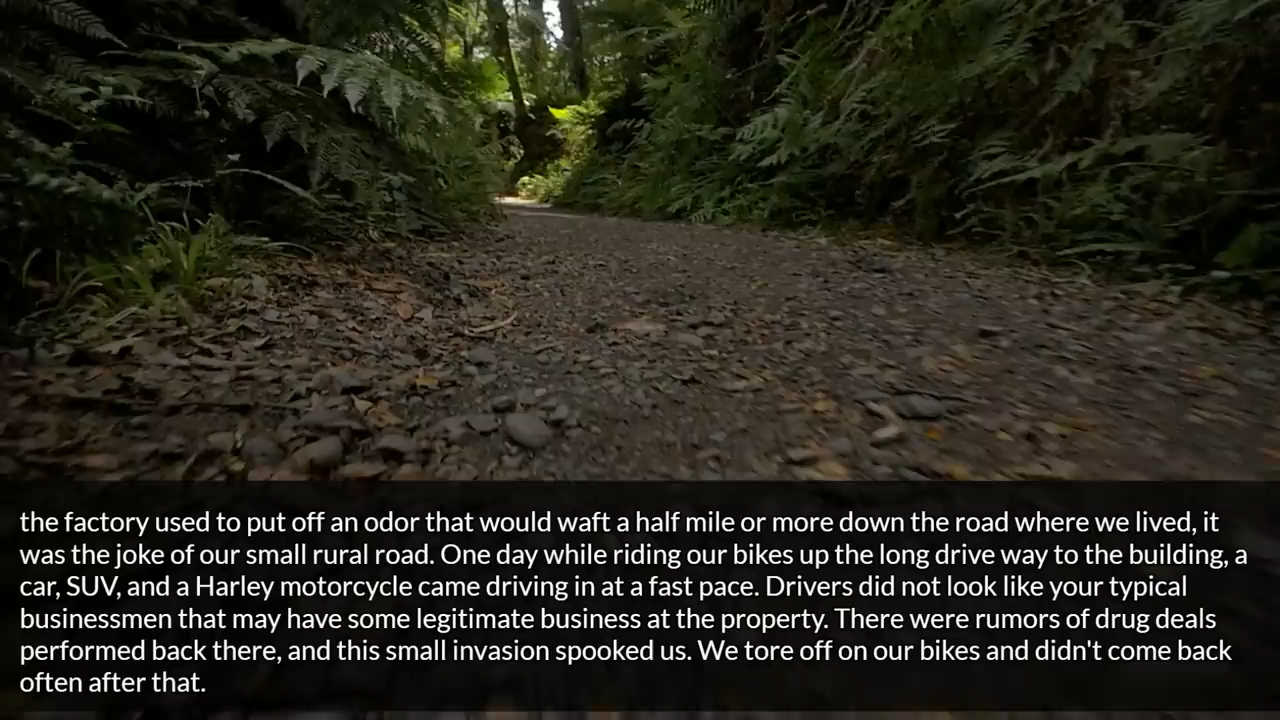 the factory used to put off an odor that would waft a half mile or more down the road where we lived, it
was the joke of our small rural road. One day while riding our bikes up the long drive way to the building, a
car, SUV, and a Harley motorcycle came driving in at a fast pace. Drivers did not look like your typical
businessmen that may have some legitimate business at the property. There were rumors of drug deals
performed back there, and this small invasion spooked us. We tore off on our bikes and didn't come back
often after that.